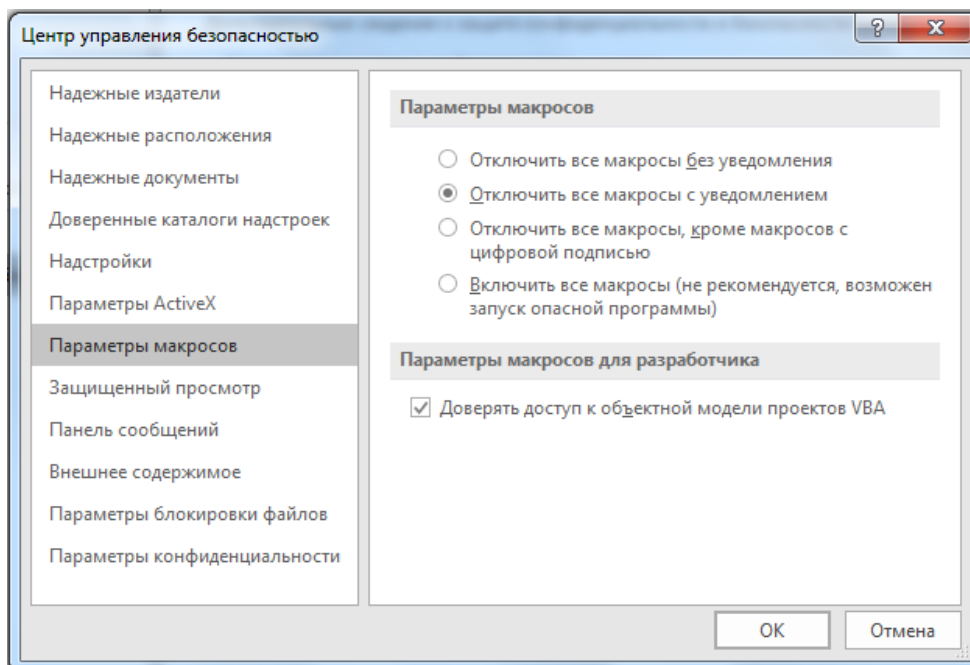 Центр управления безопасностью
Надежные издатели
Надежные расположения
Надежные документы
Доверенные каталоги надстроек
Надстройки
Параметры ActiveX
Параметры макросов
Защищенный просмотр
Панель сообщений
Внешнее содержимое
Параметры блокировки файлов
Параметры конфиденциальности
Параметры макросов
Отключить все макросы без уведомления
Отключить все макросы с уведомлением
Отключить все макросы, кроме макросов с
цифровой подписью
Включить все макросы (не рекомендуется, возможен
запуск опасной программы)
Параметры макросов для разработчика
Доверять доступ к объектной модели проектов VBA
ОК
Отмена